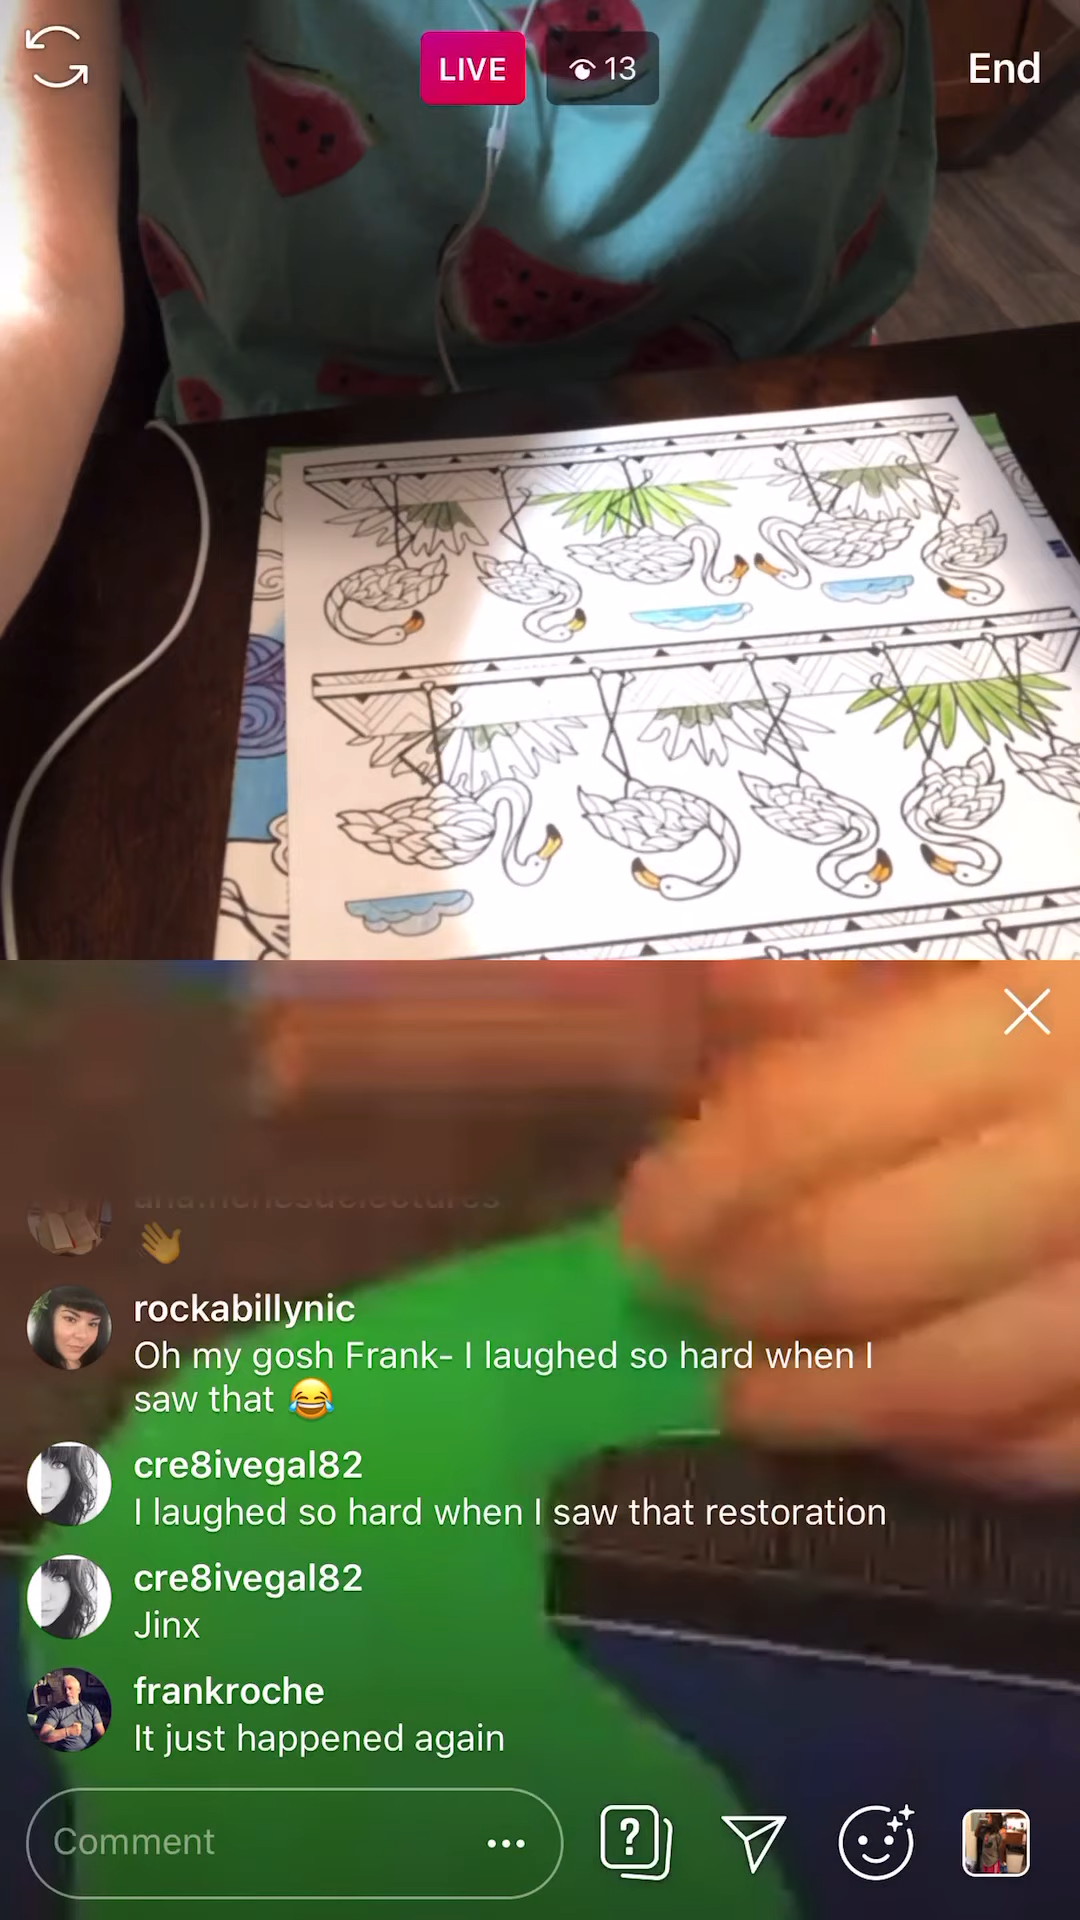 LIVE
13
End
👋
rockabillynic
Oh my gosh Frank- I laughed so hard when I
saw that 😂
cre8ivegal82
I laughed so hard when I saw that restoration
cre8ivegal82
Jinx
frankroche
It just happened again
Comment
?